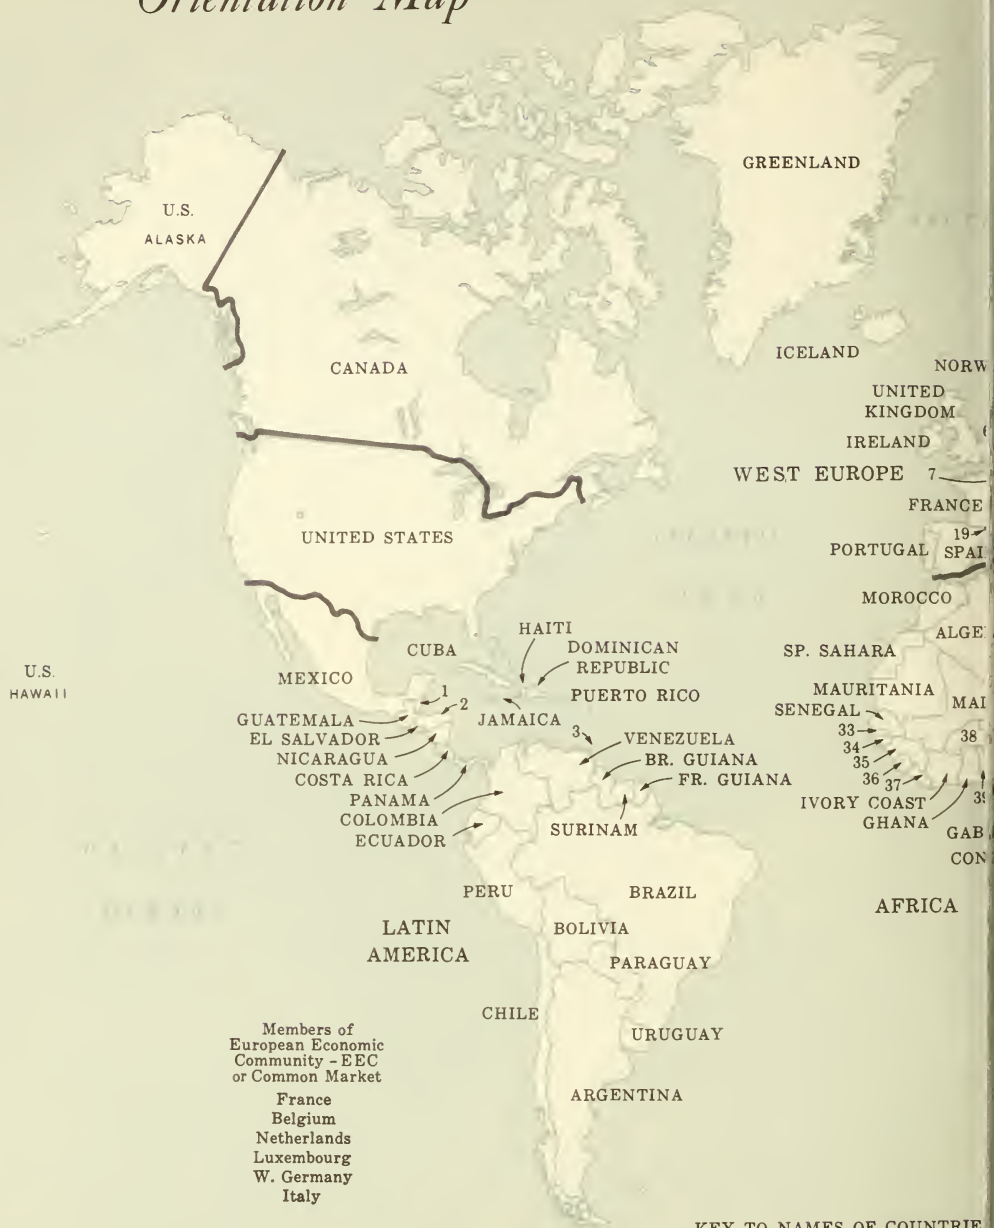 Orientation Map
GREENLAND
U.S.
ALASKA
ICELAND
CANADA
NORW
UNITED
KINGDOM
6
IRELAND
WEST EUROPE 7
FRANCE
19
UNITED STATES
PORTUGAL SPAI
MOROCCO
HAITI
ALGE
CUBA
DOMINICAN
REPUBLIC
SP. SAHARA
U.S.
HAWAII
MEXICO
1
2
PUERTO RICO
MAURITANIA
MAI
SENEGAL
GUATEMALA
JAMAICA
33
38
EL SALVADOR
3
VENEZUELA
34
NICARAGUA
BR. GUIANA
35
COSTA RICA
FR. GUIANA
36 37
PANAMA
IVORY COAST
39
COLOMBIA
SURINAM
GHANA
GAB
ECUADOR
CON
PERU
BRAZIL
AFRICA
LATIN
AMERICA
BOLIVIA
PARAGUAY
CHILE
URUGUAY
Members of
European Economic
Community - EEC
or Common Market
France
Belgium
Netherlands
Luxembourg
W. Germany
Italy
ARGENTINA
KEY TO NAMES OF COUNTRIE